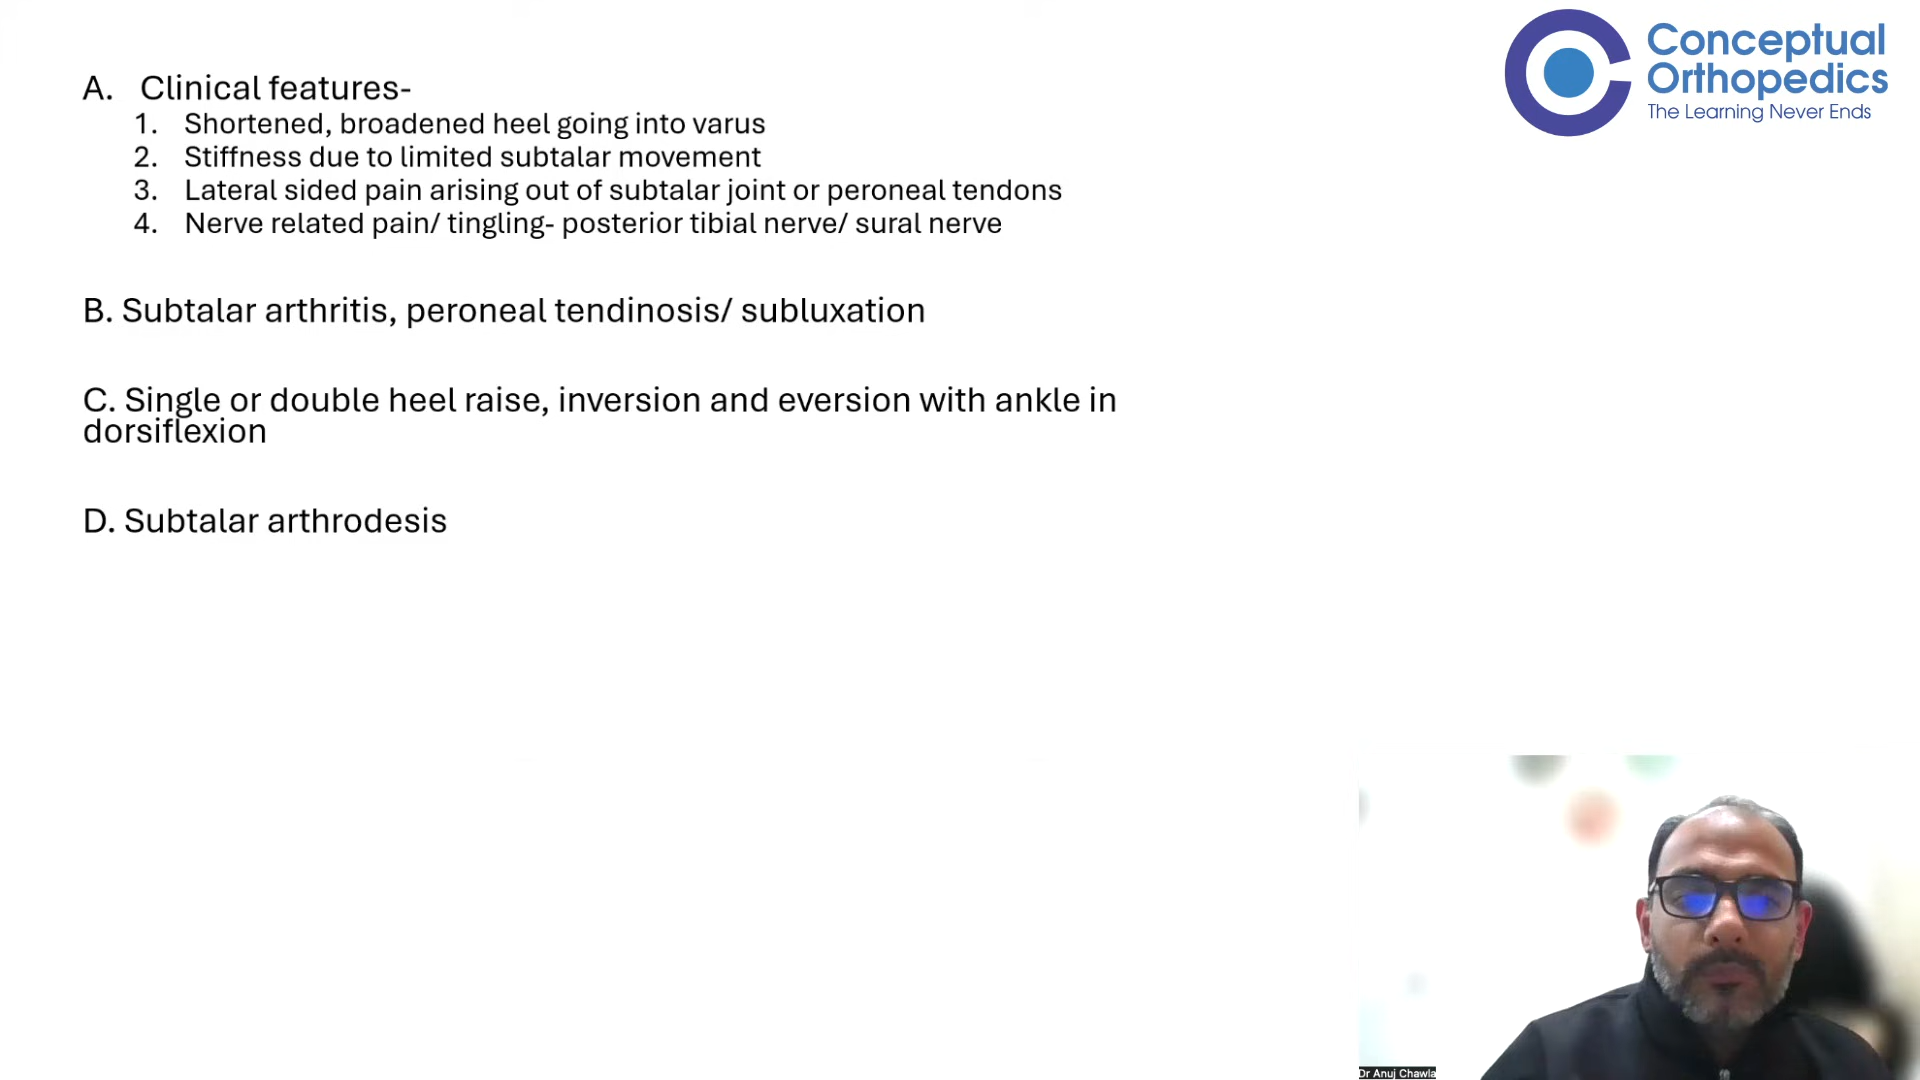 Conceptual
Orthopedics
The Learning Never Ends
A. Clinical features-
1. Shortened, broadened heel going into varus
2. Stiffness due to limited subtalar movement
3. Lateral sided pain arising out of subtalar joint or peroneal tendons
4. Nerve related pain/ tingling- posterior tibial nerve/ sural nerve
B. Subtalar arthritis, peroneal tendinosis/ subluxation
C. Single or double heel raise, inversion and eversion with ankle in
dorsiflexion
D. Subtalar arthrodesis
Dr Anuj Chawla